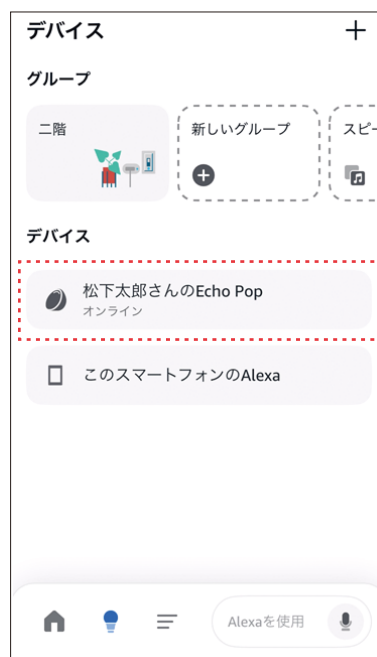 デバイス
グループ
二階
新しいグループ
スピー
デバイス
松下太郎さんのEcho Pop
オンライン
このスマートフォンのAlexa
Alexaを使用